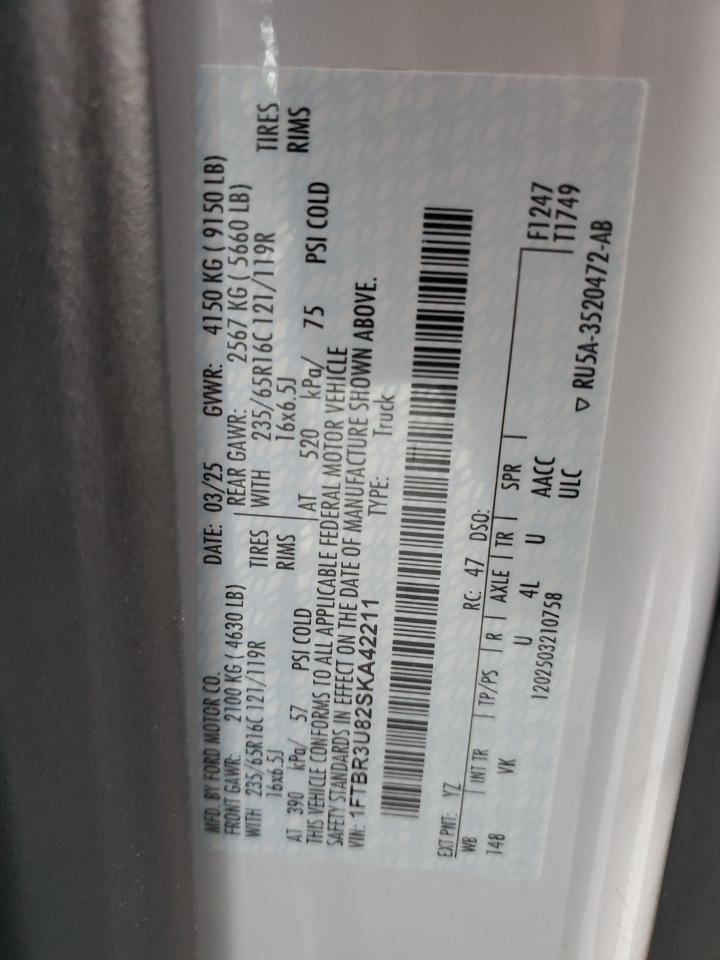 MFD. BY FORD MOTOR CO. DATE: 03/25 GVWR: 4150 KG ( 9150 LB)
FRONT GAWR: 2100 KG ( 4630 LB) REAR GAWR: 2567 KG ( 5660 LB)
WITH 235/65R16C 121/119R TIRES WITH 235/65R16C 121/119R TIRES
16x6.5J RIMS 16x6.5J RIMS
AT 390 kPa/ 57 PSI COLD AT 520 kPa/ 75 PSI COLD
THIS VEHICLE CONFORMS TO ALL APPLICABLE FEDERAL MOTOR VEHICLE
SAFETY STANDARDS IN EFFECT ON THE DATE OF MANUFACTURE SHOWN ABOVE.
VIN: 1FTBR3U82SKA42211 TYPE: Truck
EXT PNT: YZ RC: 47 DSO:
WB INT TR TP/PS R AXLE TR SPR F1247
148 VK U 4L U AACC T1749
1202503210758 ULC
▽ RU5A-3520472-AB